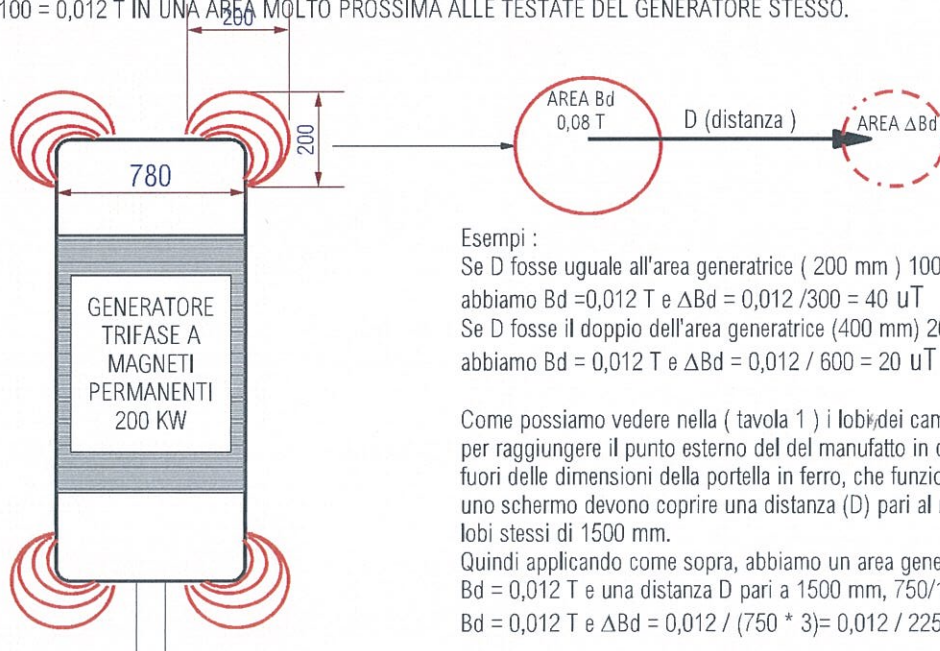 100 = 0,012 T IN UNA AREA MOLTO PROSSIMA ALLE TESTATE DEL GENERATORE STESSO.
200
200
780
GENERATORE
TRIFASE A
MAGNETI
PERMANENTI
200 KW
AREA Bd
0,08 T
D (distanza )
AREA ΔBd
Esempi :
Se D fosse uguale all'area generatrice ( 200 mm ) 100
abbiamo Bd =0,012 T e ΔBd = 0,012 /300 = 40 uT
Se D fosse il doppio dell'area generatrice (400 mm) 20
abbiamo Bd = 0,012 T e ΔBd = 0,012 / 600 = 20 uT
Come possiamo vedere nella ( tavola 1 ) i lobi dei cam
per raggiungere il punto esterno del del manufatto in
fuori delle dimensioni della portella in ferro, che funzio
uno schermo devono coprire una distanza (D) pari al
lobi stessi di 1500 mm.
Quindi applicando come sopra, abbiamo un area gene
Bd = 0,012 T e una distanza D pari a 1500 mm, 750/
Bd = 0,012 T e ΔBd = 0,012 / (750 * 3)= 0,012 / 225